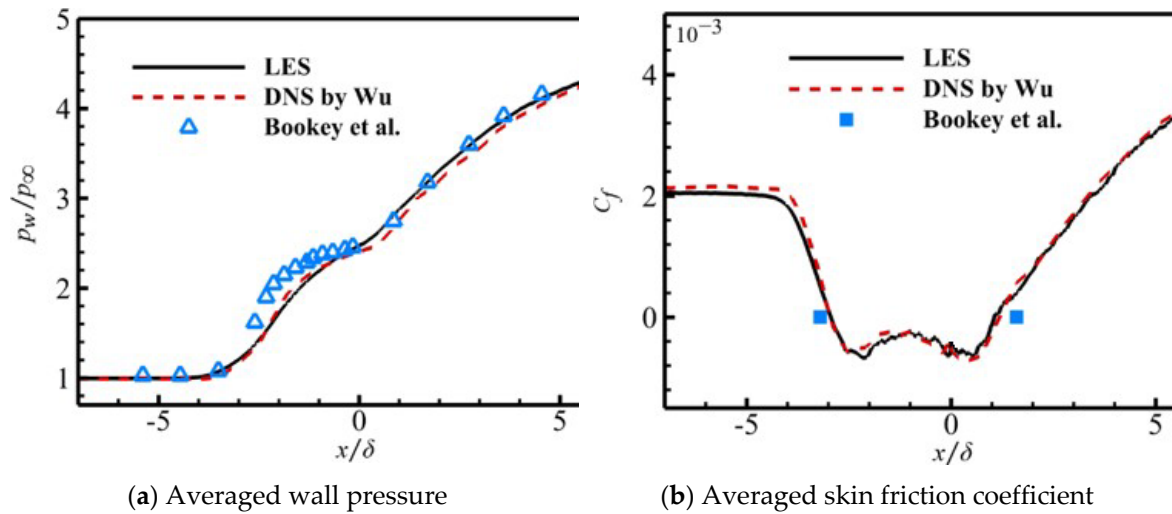 5
4
3
2
1
-5
0
5
x/δ
p_w/p_∞
LES
DNS by Wu
Bookey et al.
(a) Averaged wall pressure
10⁻³
4
2
0
-5
0
5
x/δ
C_f
LES
DNS by Wu
Bookey et al.
(b) Averaged skin friction coefficient